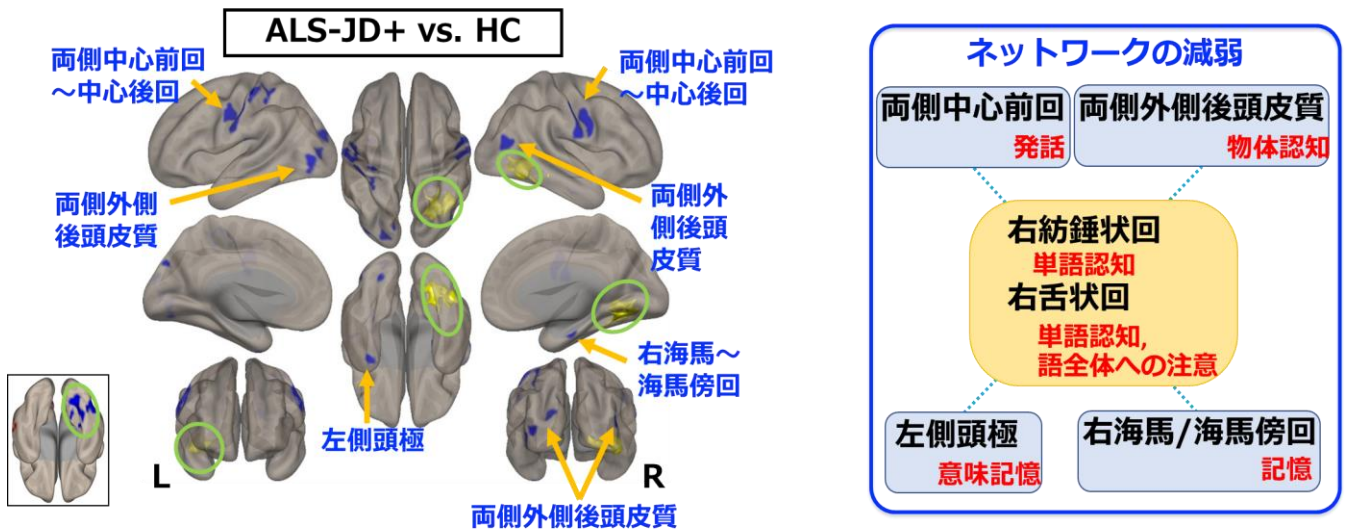 ALS-JD+ vs. HC
両側中心前回
～中心後回
両側中心前回
～中心後回
両側外側
後頭皮質
両側外
側後頭
皮質
右海馬～
海馬傍回
左側頭極
L
R
両側外側後頭皮質
ネットワークの減弱
両側中心前回
発話
両側外側後頭皮質
物体認知
右紡錘状回
単語認知
右舌状回
単語認知,
語全体への注意
左側頭極
意味記憶
右海馬/海馬傍回
記憶